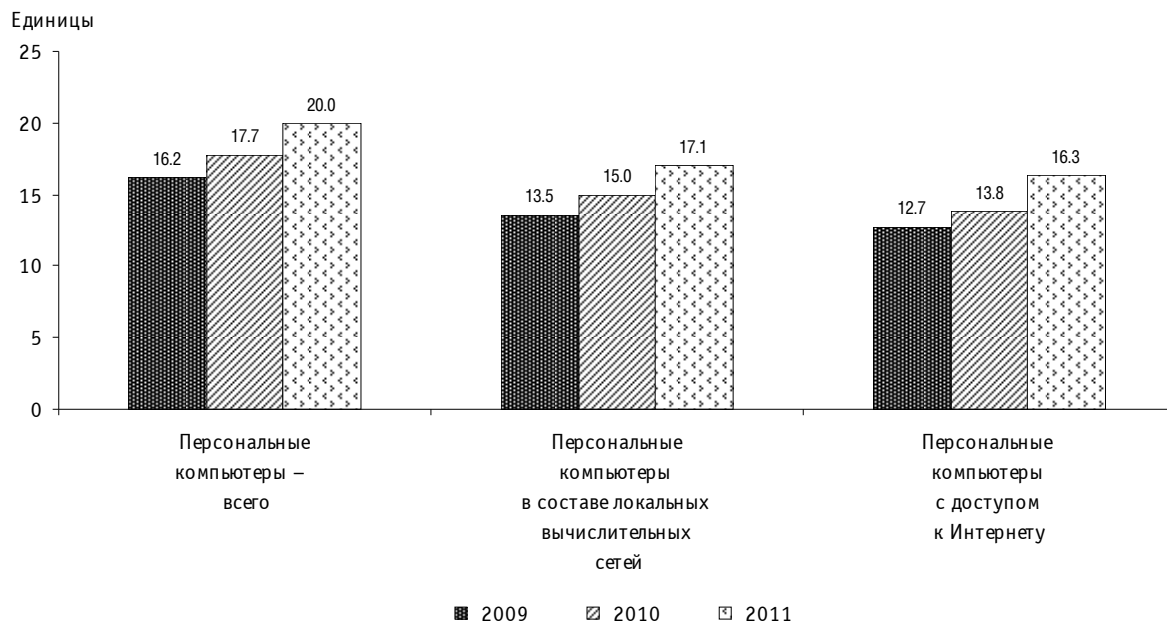 Единицы
25
20
15
10
5
0
16.2
17.7
20.0
13.5
15.0
17.1
12.7
13.8
16.3
Персональные
компьютеры –
всего
Персональные
компьютеры
в составе локальных
вычислительных
сетей
Персональные
компьютеры
с доступом
к Интернету
2009 2010 2011